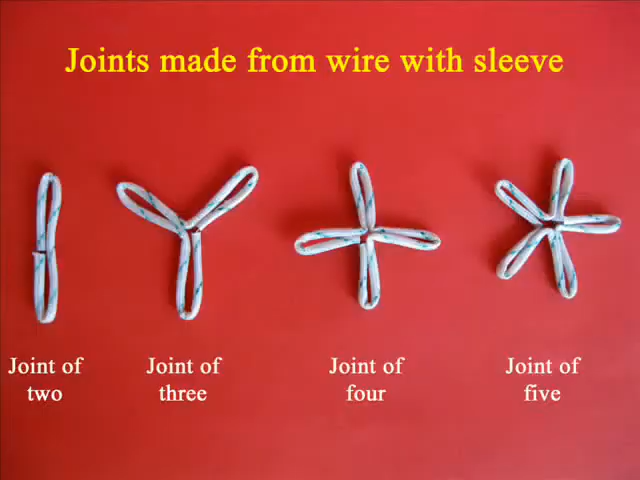 Joints made from wire with sleeve
Joint of two
Joint of three
Joint of four
Joint of five